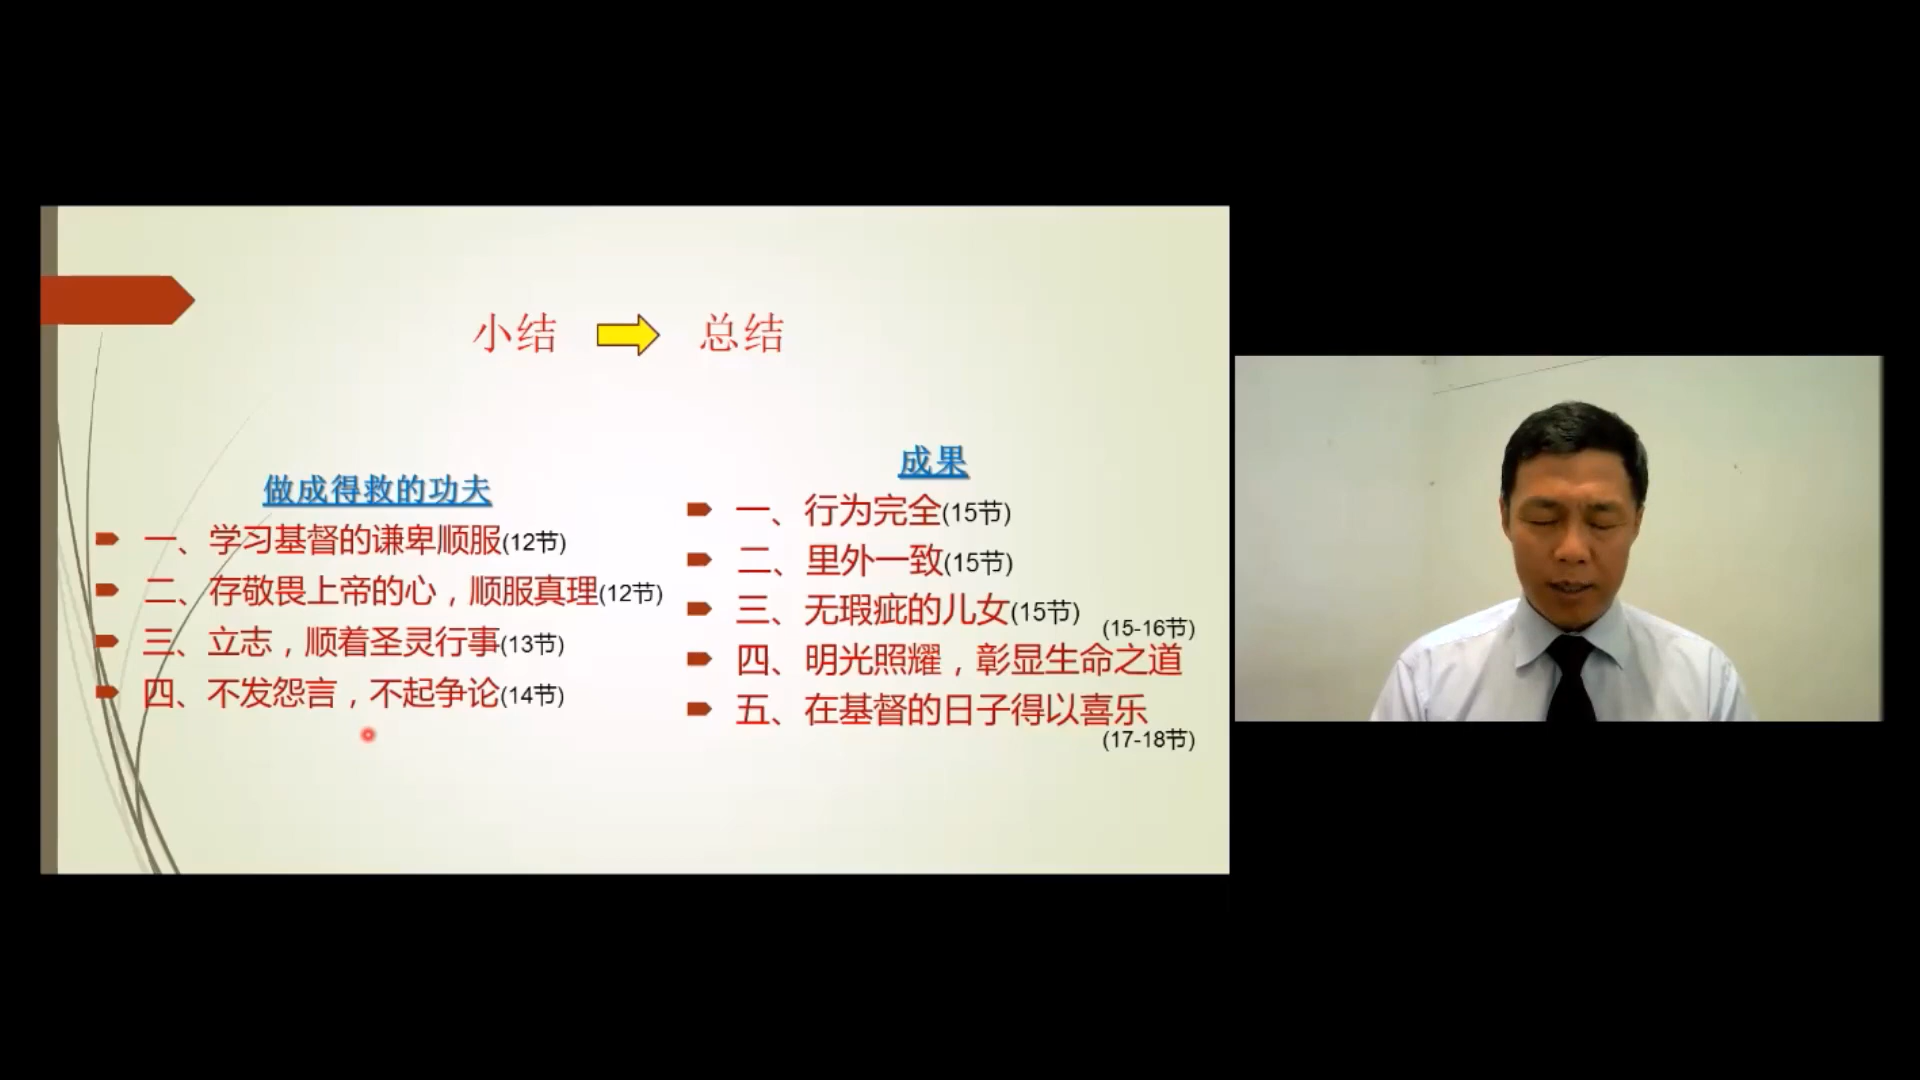 小结 总结
做成得救的功夫
一、学习基督的谦卑顺服(12节)
二、存敬畏上帝的心，顺服真理(12节)
三、立志，顺着圣灵行事(13节)
四、不发怨言，不起争论(14节)
成果
一、行为完全(15节)
二、里外一致(15节)
三、无瑕疵的儿女(15节)
(15-16节)
四、明光照耀，彰显生命之道
五、在基督的日子得以喜乐
(17-18节)